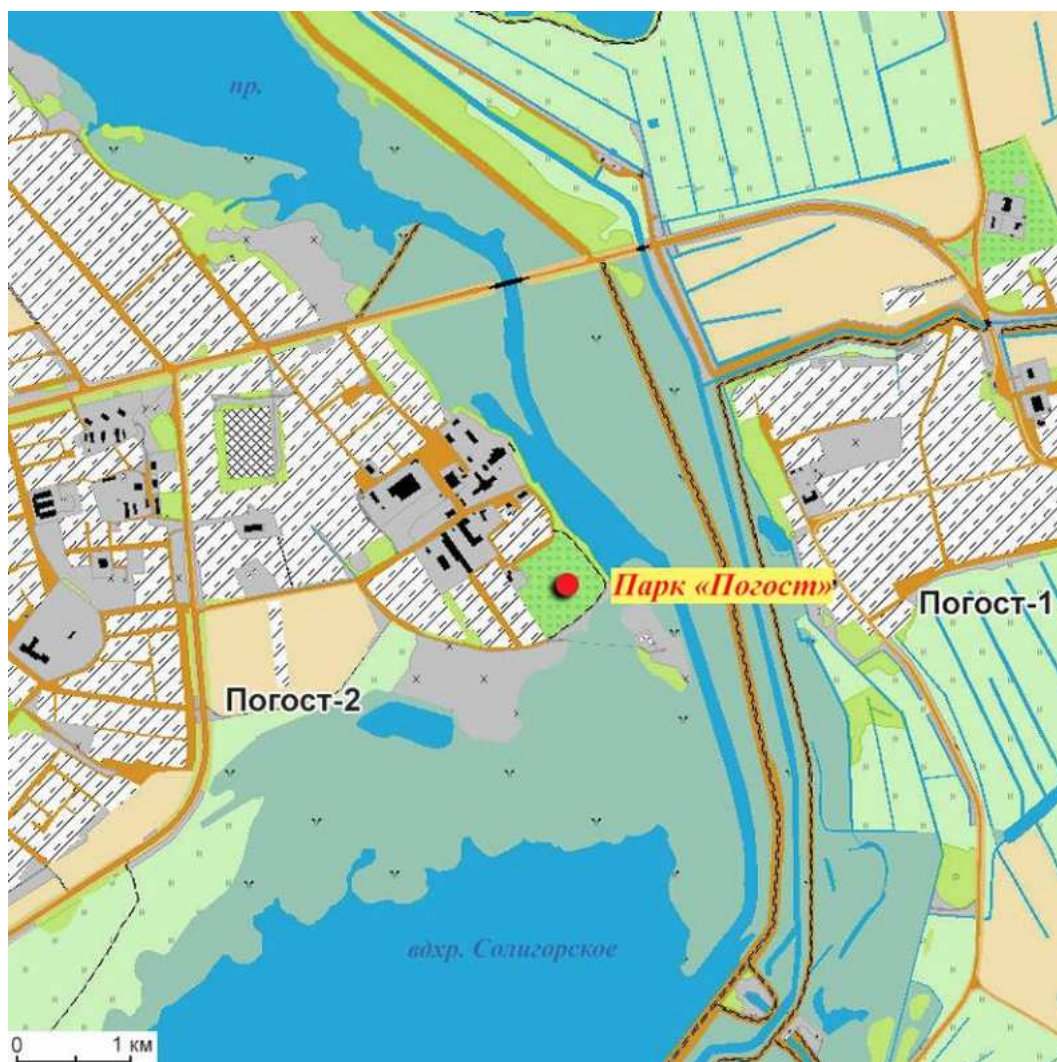 пр.
Парк «Погост»
Погост-1
Погост-2
вдхр. Солигорское
0 1 км